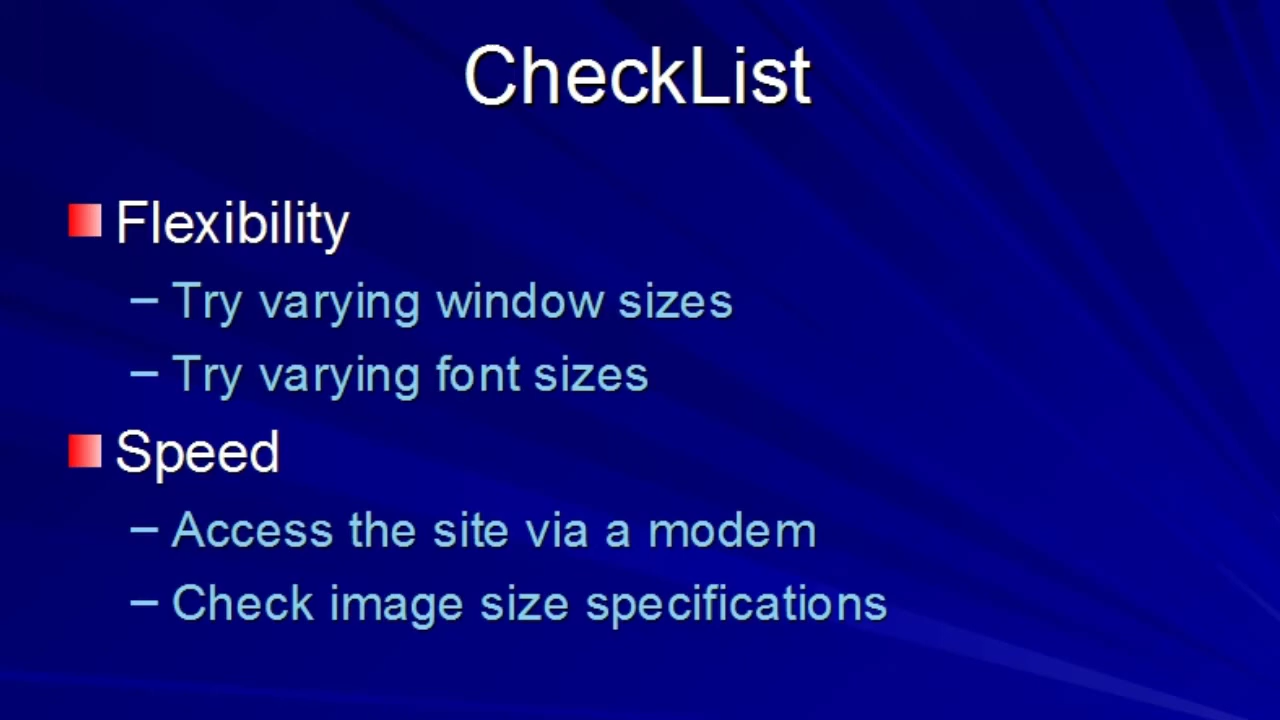 CheckList
Flexibility
– Try varying window sizes
– Try varying font sizes
Speed
– Access the site via a modem
– Check image size specifications